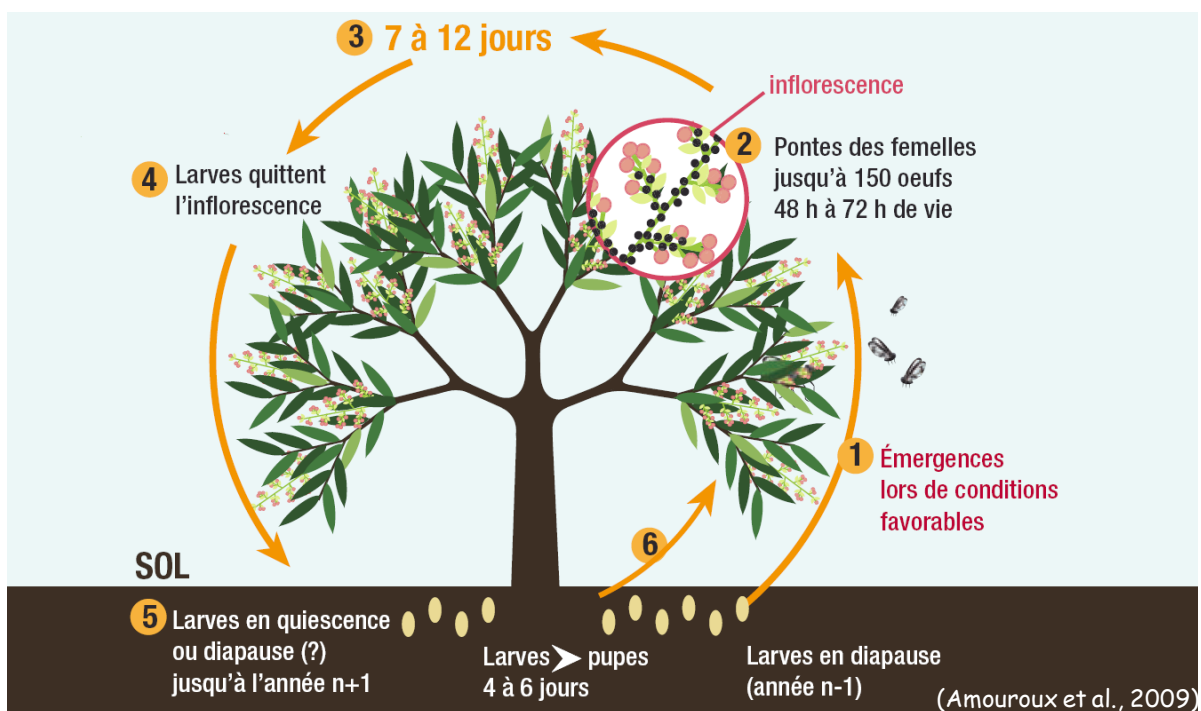 3 7 à 12 jours
inflorescence
2 Pontes des femelles
jusqu'à 150 oeufs
48 h à 72 h de vie
4 Larves quittent
l'inflorescence
1 Émergences
lors de conditions
favorables
6
SOL
5 Larves en quiescence
ou diapause (?)
jusqu'à l'année n+1
Larves ➤ pupes
4 à 6 jours
Larves en diapause
(année n-1)
(Amouroux et al., 2009)